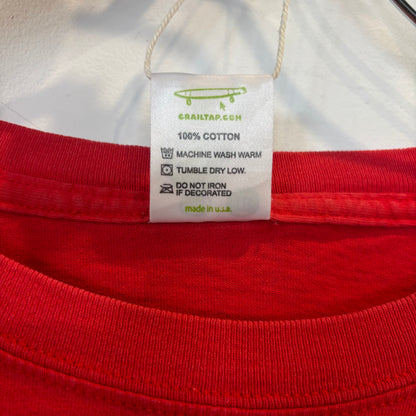 CRAILTAP.COM
100% COTTON
MACHINE WASH WARM
TUMBLE DRY LOW.
DO NOT IRON
IF DECORATED
made in u.s.a.